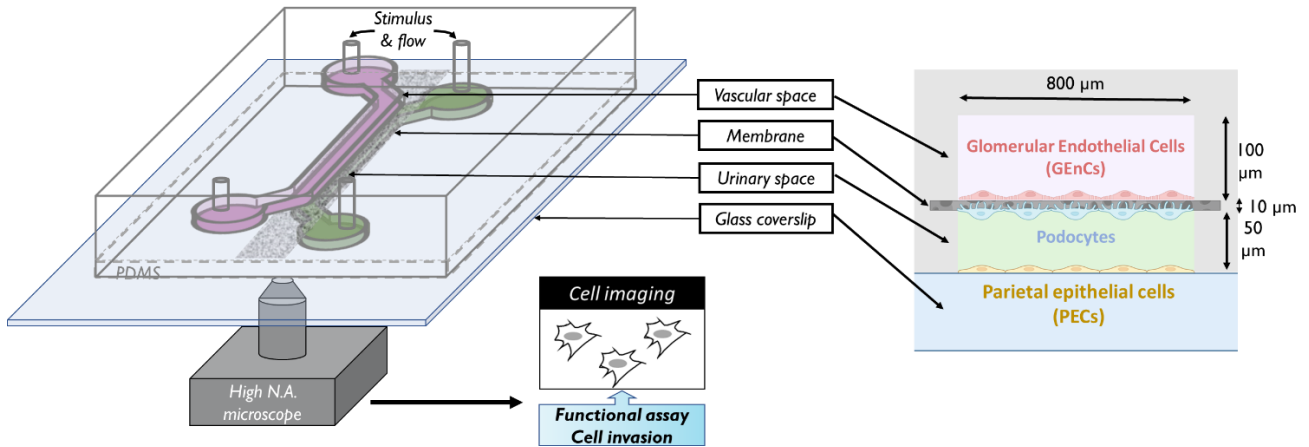 Stimulus
& flow
PDMS
High N.A.
microscope
Cell imaging
Functional assay
Cell invasion
Vascular space
Membrane
Urinary space
Glass coverslip
800 µm
Glomerular Endothelial Cells
(GEnCs)
100
µm
10 µm
50
µm
Podocytes
Parietal epithelial cells
(PECs)